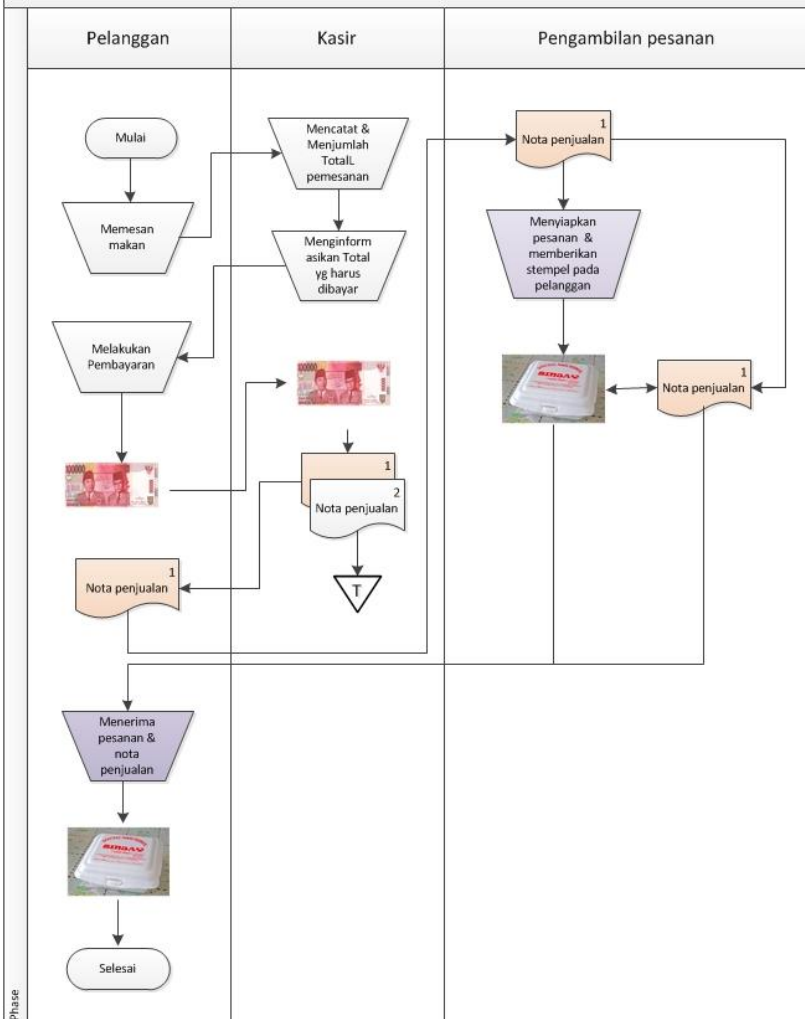 Pelanggan
Kasir
Pengambilan pesanan
Mulai
Memesan
makan
Mencatat &
Menjumlah
TotalL
pemesanan
Menginform
asikan Total
yg harus
dibayar
Melakukan
Pembayaran
100000
100000
1
2
Nota penjualan
T
1
Nota penjualan
1
Nota penjualan
Menyiapkan
pesanan &
memberikan
stempel pada
pelanggan
1
Nota penjualan
Menerima
pesanan &
nota
penjualan
Selesai
Phase